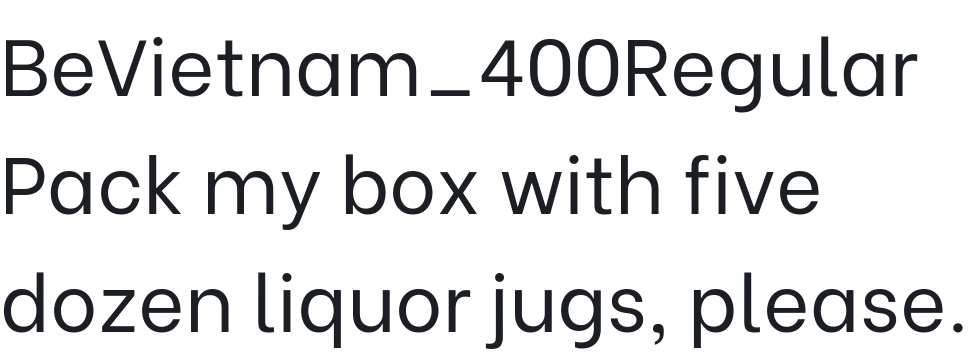 BeVietnam_400Regular
Pack my box with five
dozen liquor jugs, please.